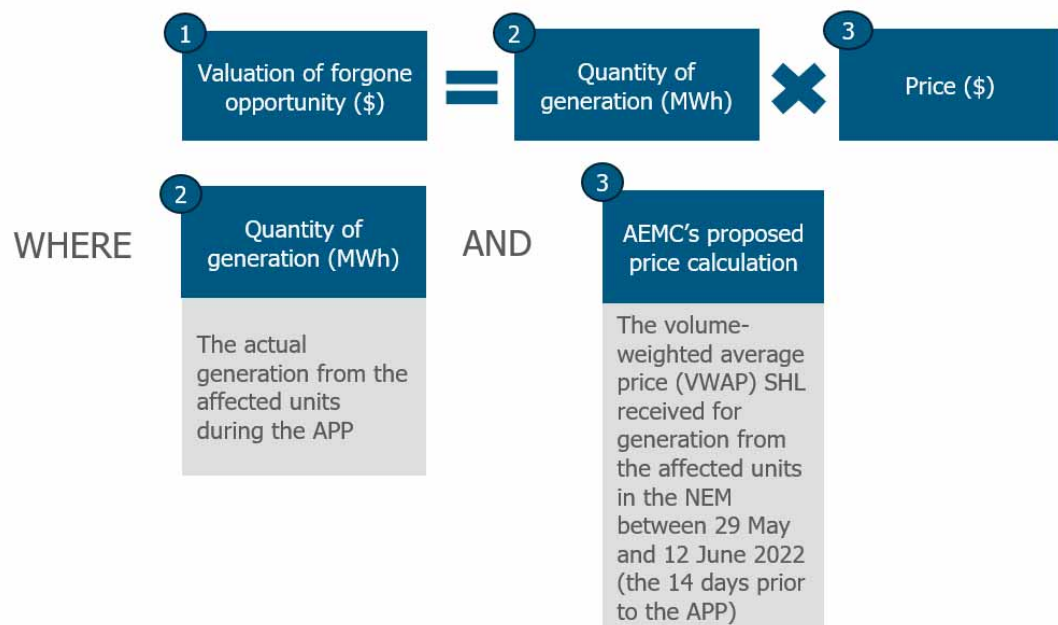 1
Valuation of forgone
opportunity ($)
=
2
Quantity of
generation (MWh)
×
3
Price ($)
WHERE
2
Quantity of
generation (MWh)
The actual
generation from the
affected units
during the APP
AND
3
AEMC's proposed
price calculation
The volume-
weighted average
price (VWAP) SHL
received for
generation from
the affected units
in the NEM
between 29 May
and 12 June 2022
(the 14 days prior
to the APP)